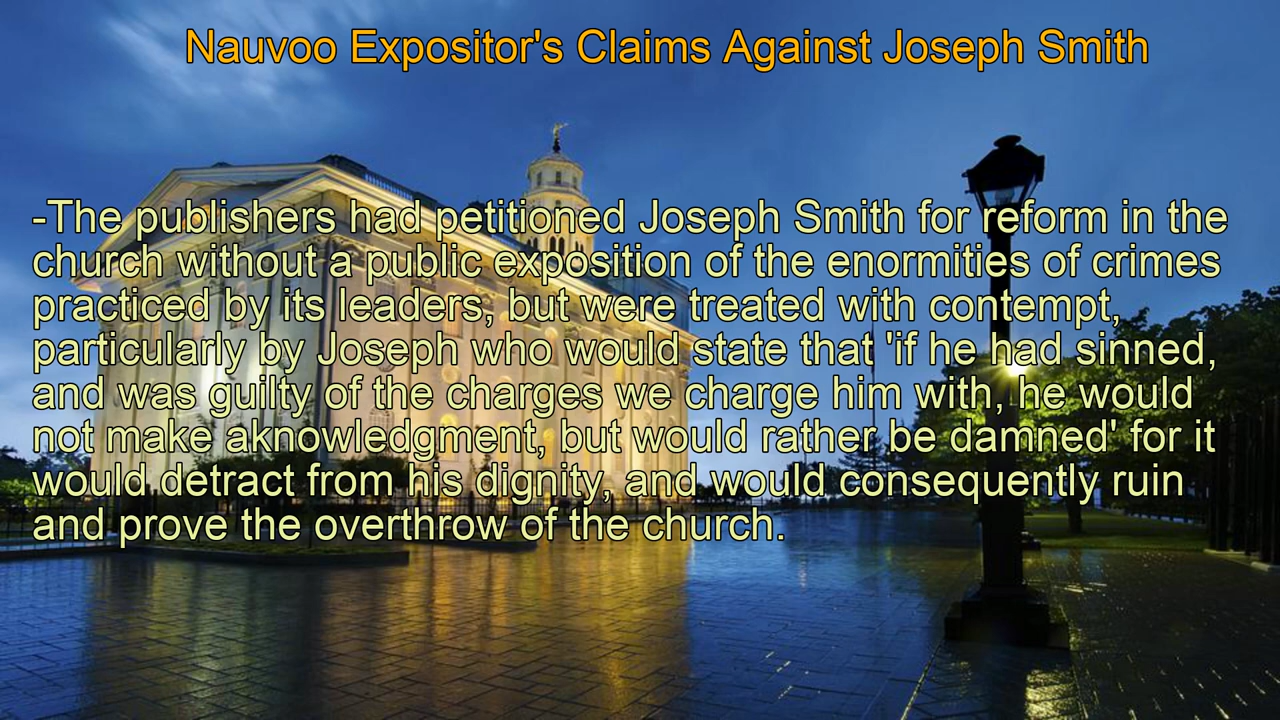 Nauvoo Expositor's Claims Against Joseph Smith
-The publishers had petitioned Joseph Smith for reform in the
church without a public exposition of the enormities of crimes
practiced by its leaders, but were treated with contempt,
particularly by Joseph who would state that 'if he had sinned,
and was guilty of the charges we charge him with, he would
not make aknowledgment, but would rather be damned' for it
would detract from his dignity, and would consequently ruin
and prove the overthrow of the church.